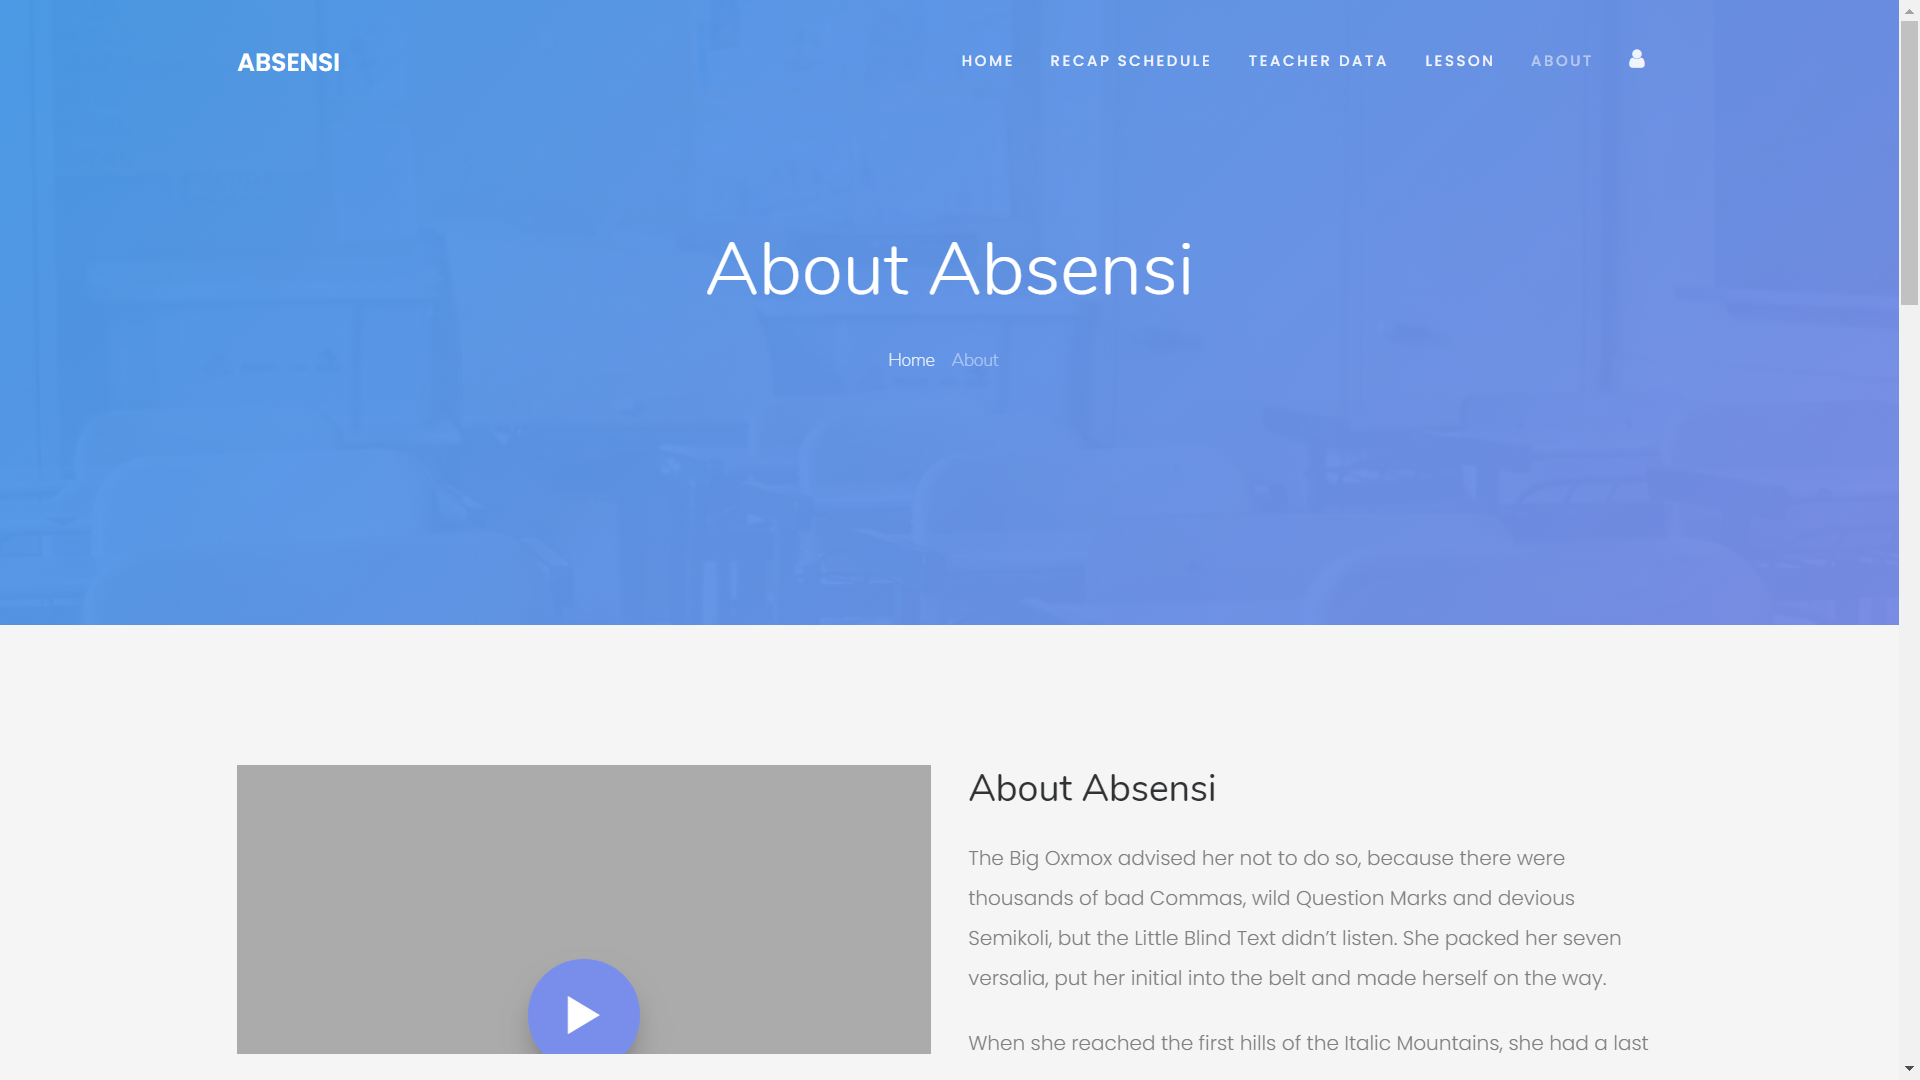 ABSENSI
HOME RECAP SCHEDULE TEACHER DATA LESSON ABOUT
About Absensi
Home About
About Absensi
The Big Oxmox advised her not to do so, because there were
thousands of bad Commas, wild Question Marks and devious
Semikoli, but the Little Blind Text didn’t listen. She packed her seven
versalia, put her initial into the belt and made herself on the way.
When she reached the first hills of the Italic Mountains, she had a last